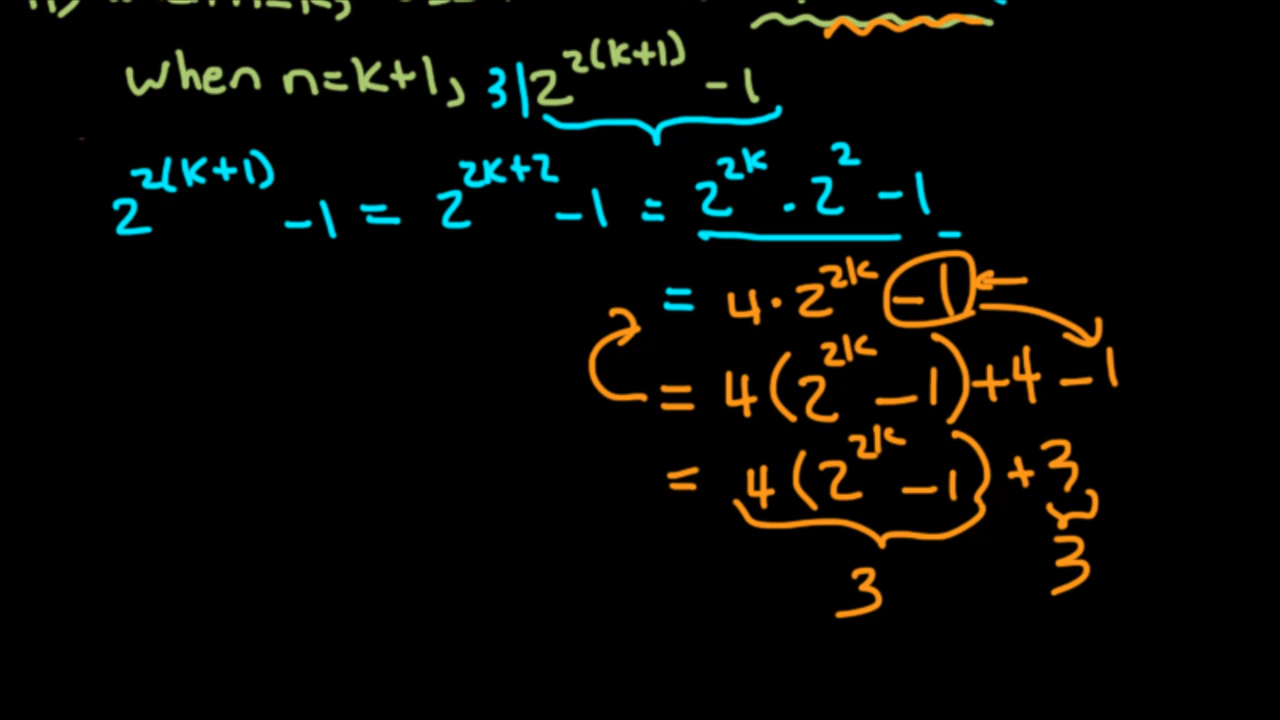 when n=k+1, 3|2^{2(k+1)} -1
2^{2(k+1)} -1 = 2^{2k+2} -1 = 2^{2k} · 2^2 -1
= 4 · 2^{2k} -1
= 4(2^{2k} -1)+4-1
= 4(2^{2k} -1)+3
3 3